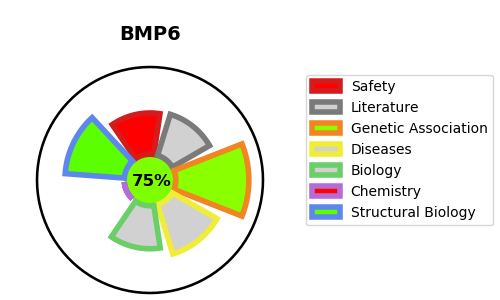 BMP6
75%
Safety
Literature
Genetic Association
Diseases
Biology
Chemistry
Structural Biology